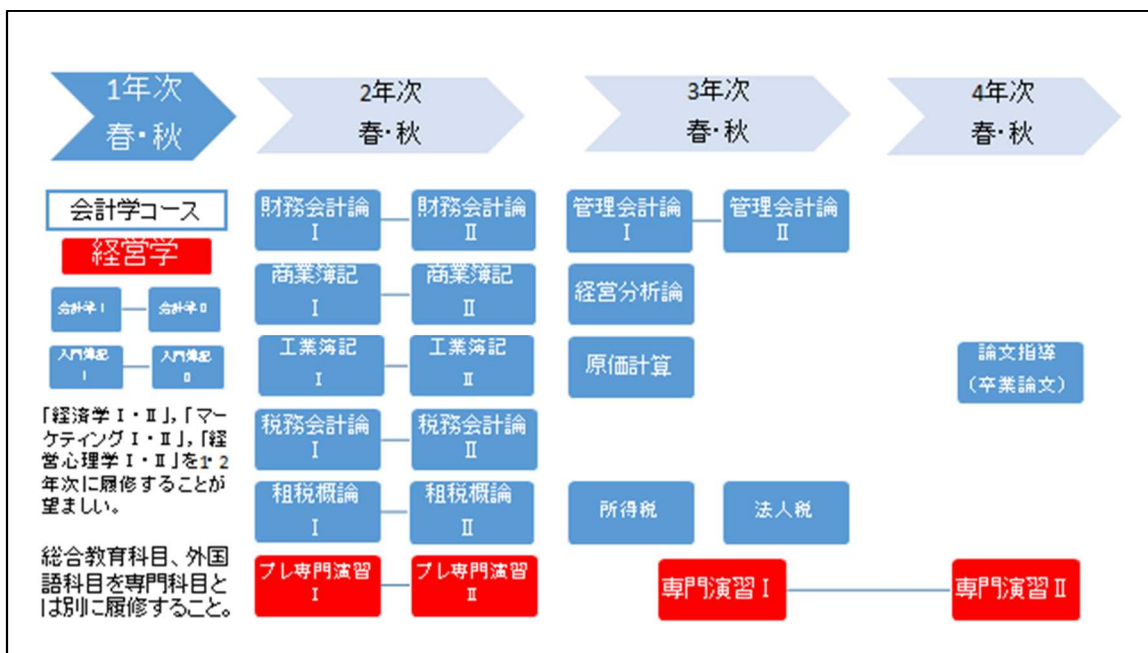 1年次
春・秋
2年次
春・秋
3年次
春・秋
4年次
春・秋
会計学コース
経営学
会計学Ⅰ
会計学Ⅱ
入門簿記
Ⅰ
入門簿記
Ⅱ
「経済学Ⅰ・Ⅱ」，「マー
ケティングⅠ・Ⅱ」，「経
営心理学Ⅰ・Ⅱ」を1・2
年次に履修することが
望ましい。
総合教育科目、外国
語科目を専門科目と
は別に履修すること。
財務会計論
Ⅰ
財務会計論
Ⅱ
商業簿記
Ⅰ
商業簿記
Ⅱ
工業簿記
Ⅰ
工業簿記
Ⅱ
税務会計論
Ⅰ
税務会計論
Ⅱ
租税概論
Ⅰ
租税概論
Ⅱ
プレ専門演習
Ⅰ
プレ専門演習
Ⅱ
管理会計論
Ⅰ
管理会計論
Ⅱ
経営分析論
原価計算
所得税
法人税
専門演習Ⅰ
論文指導
（卒業論文）
専門演習Ⅱ